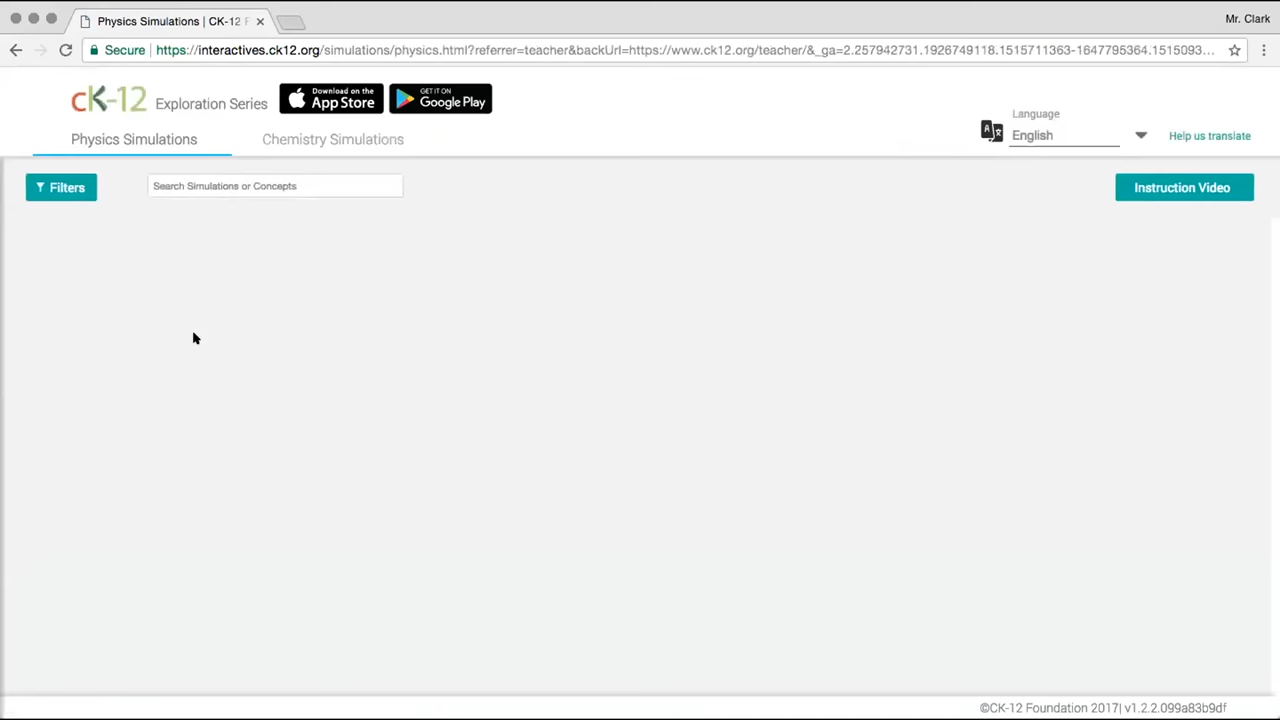 Physics Simulations | CK-12 F
Mr. Clark
Secure
https://interactives.ck12.org/simulations/physics.html?referrer=teacher&backUrl=https://www.ck12.org/teacher/&_ga=2.257942731.1926749118.1515711363-1647795364.1515093...
cK-12 Exploration Series
Download on the
App Store
GET IT ON
Google Play
Language
English
Help us translate
Physics Simulations
Chemistry Simulations
Filters
Search Simulations or Concepts
Instruction Video
©CK-12 Foundation 2017| v1.2.2.099a83b9df